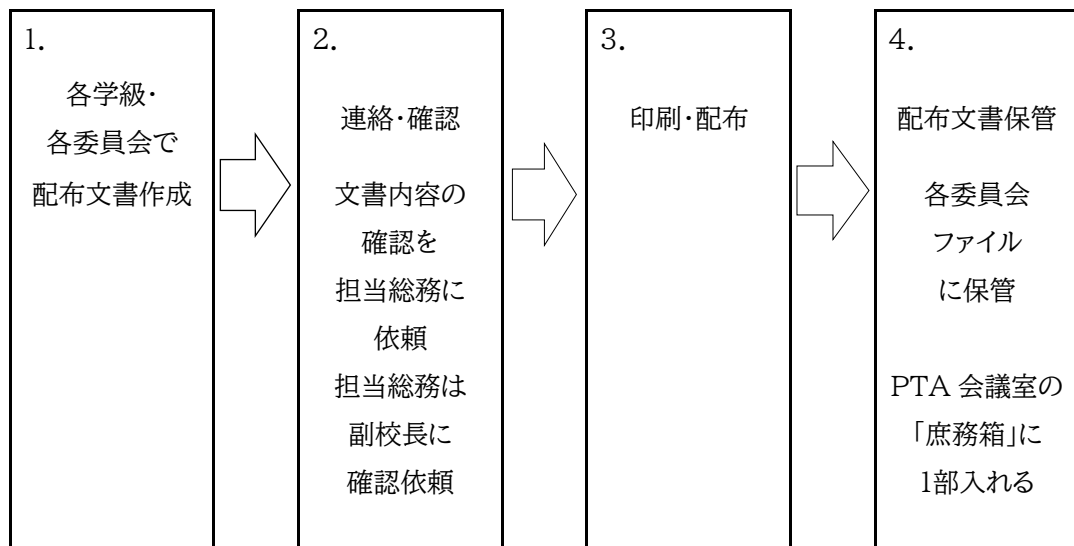 1.
各学級・
各委員会で
配布文書作成
2.
連絡・確認
文書内容の
確認を
担当総務に
依頼
担当総務は
副校長に
確認依頼
3.
印刷・配布
4.
配布文書保管
各委員会
ファイル
に保管
PTA 会議室の
「庶務箱」に
1部入れる